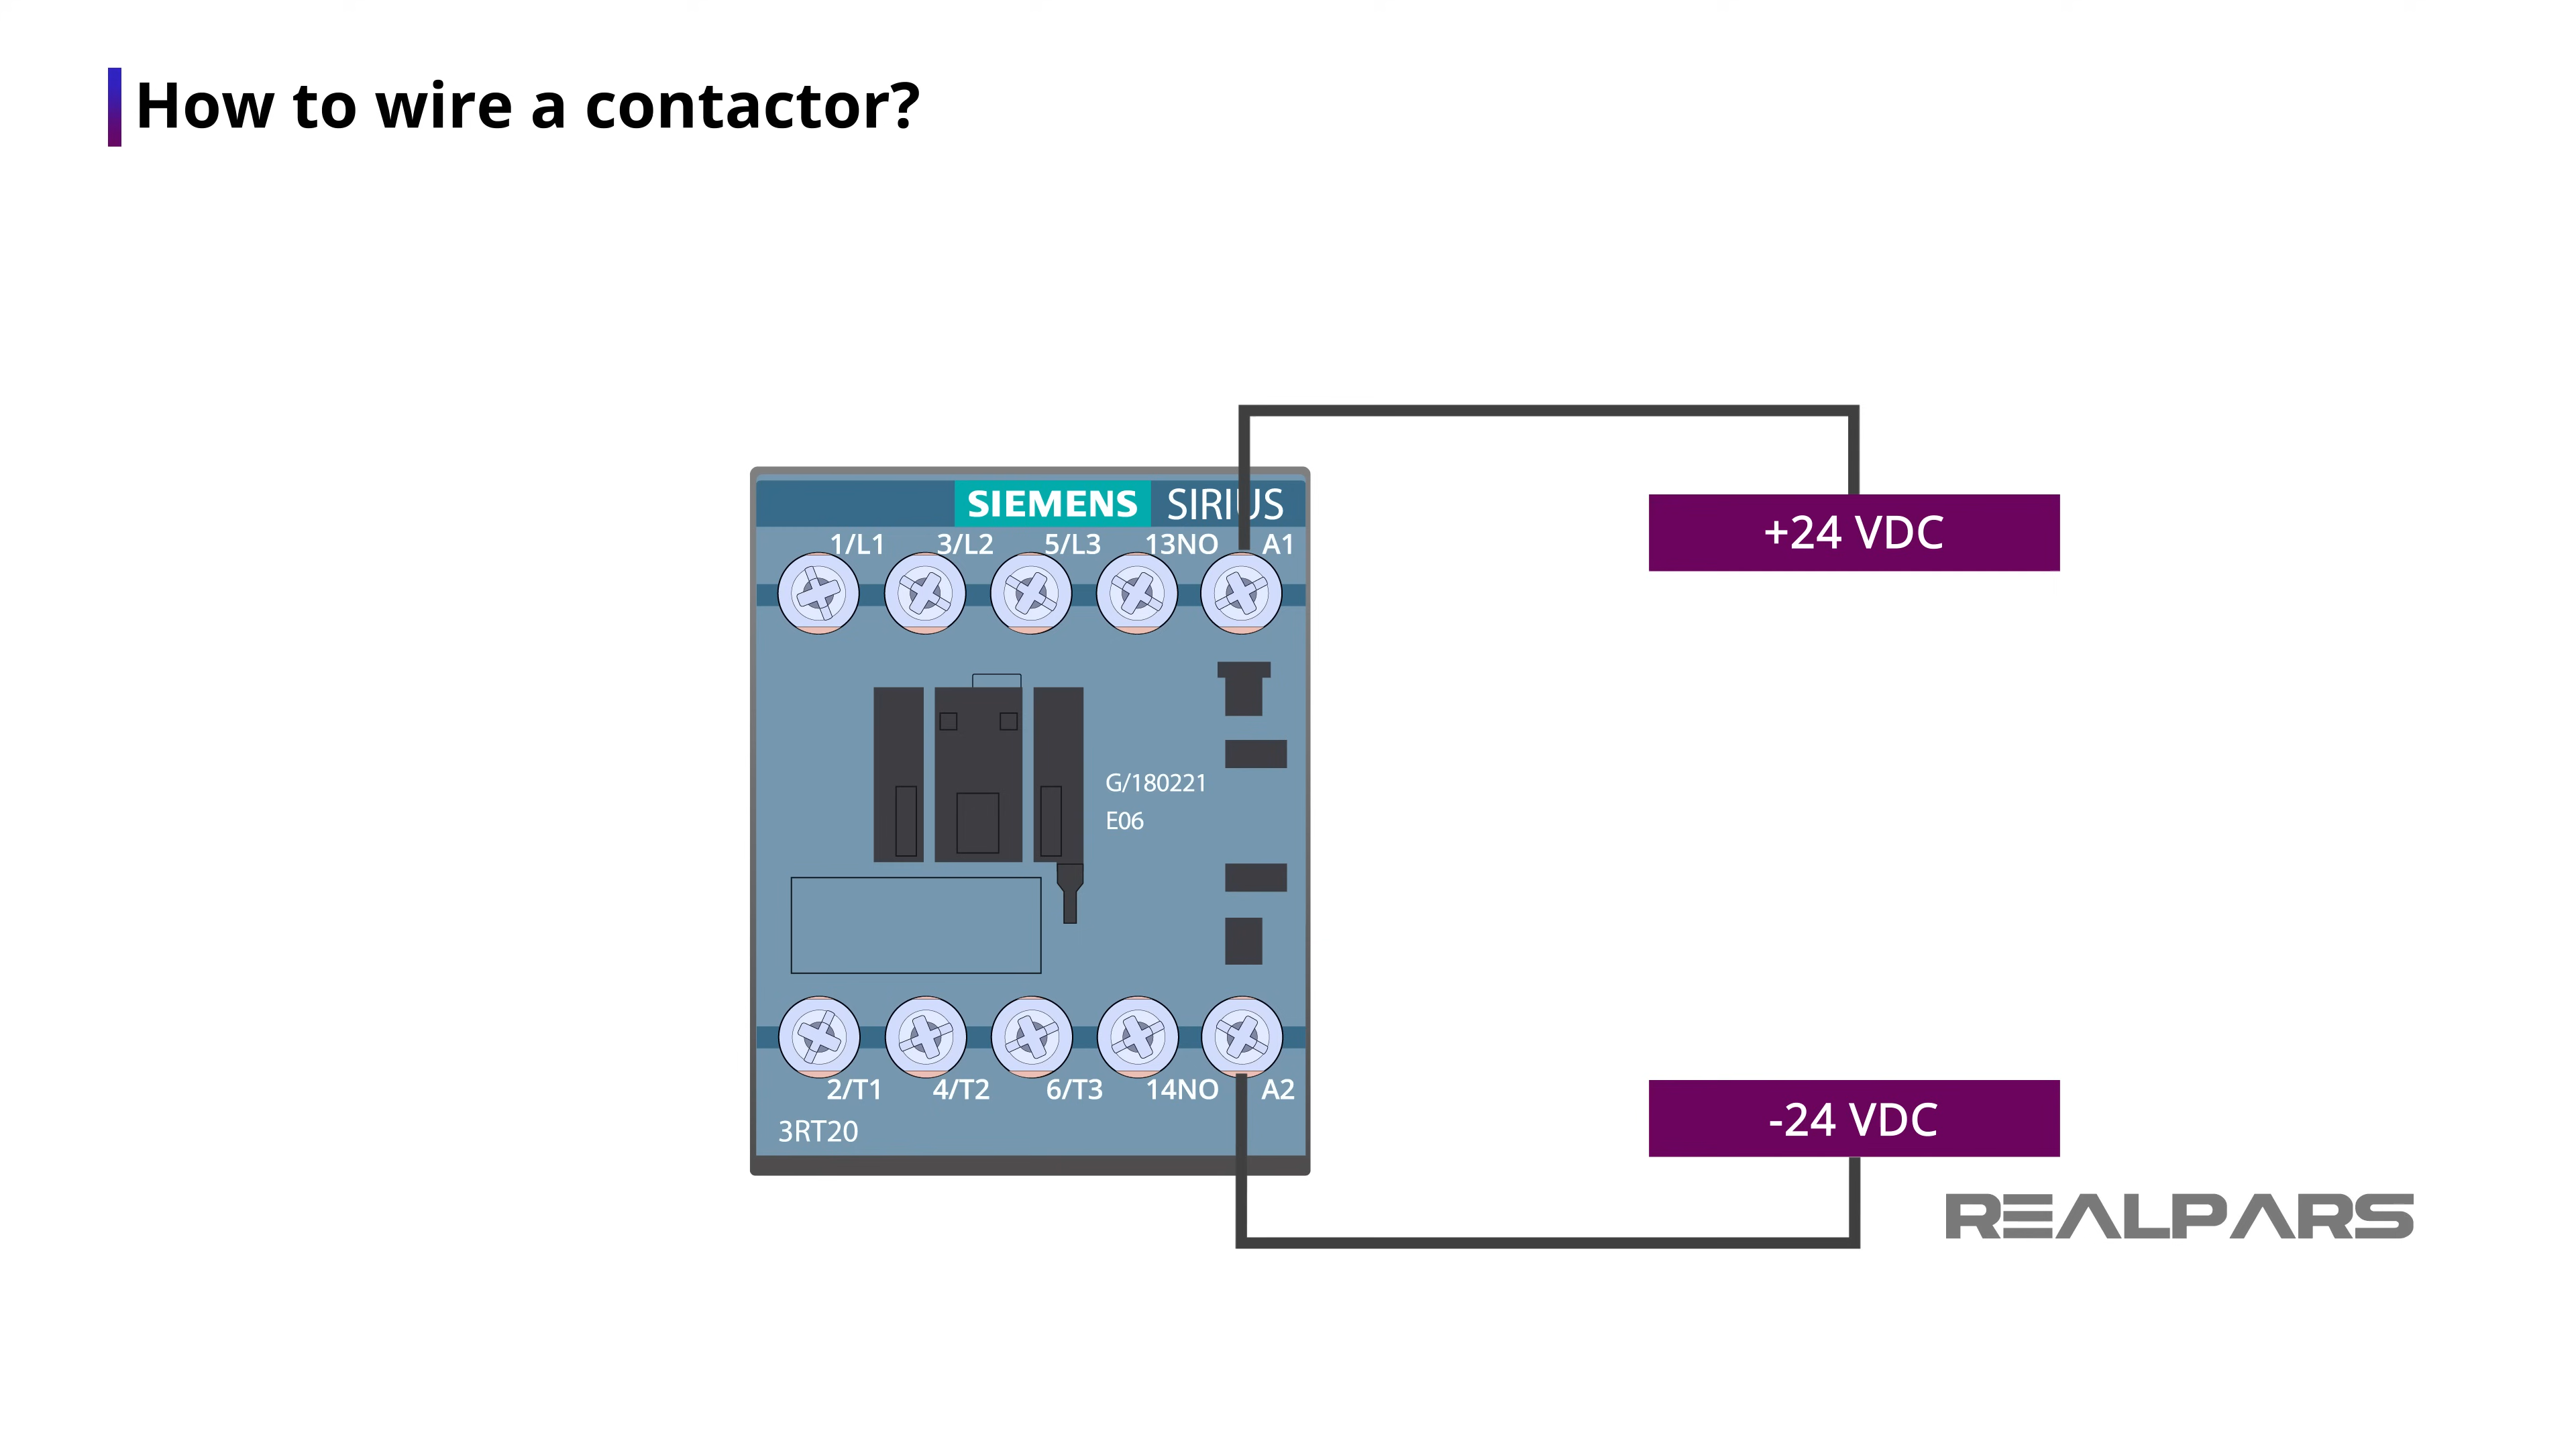 How to wire a contactor?
SIEMENS SIRIUS
1/L1 3/L2 5/L3 13NO A1
+24 VDC
G/180221
E06
2/T1 4/T2 6/T3 14NO A2
3RT20
-24 VDC
REALPARS